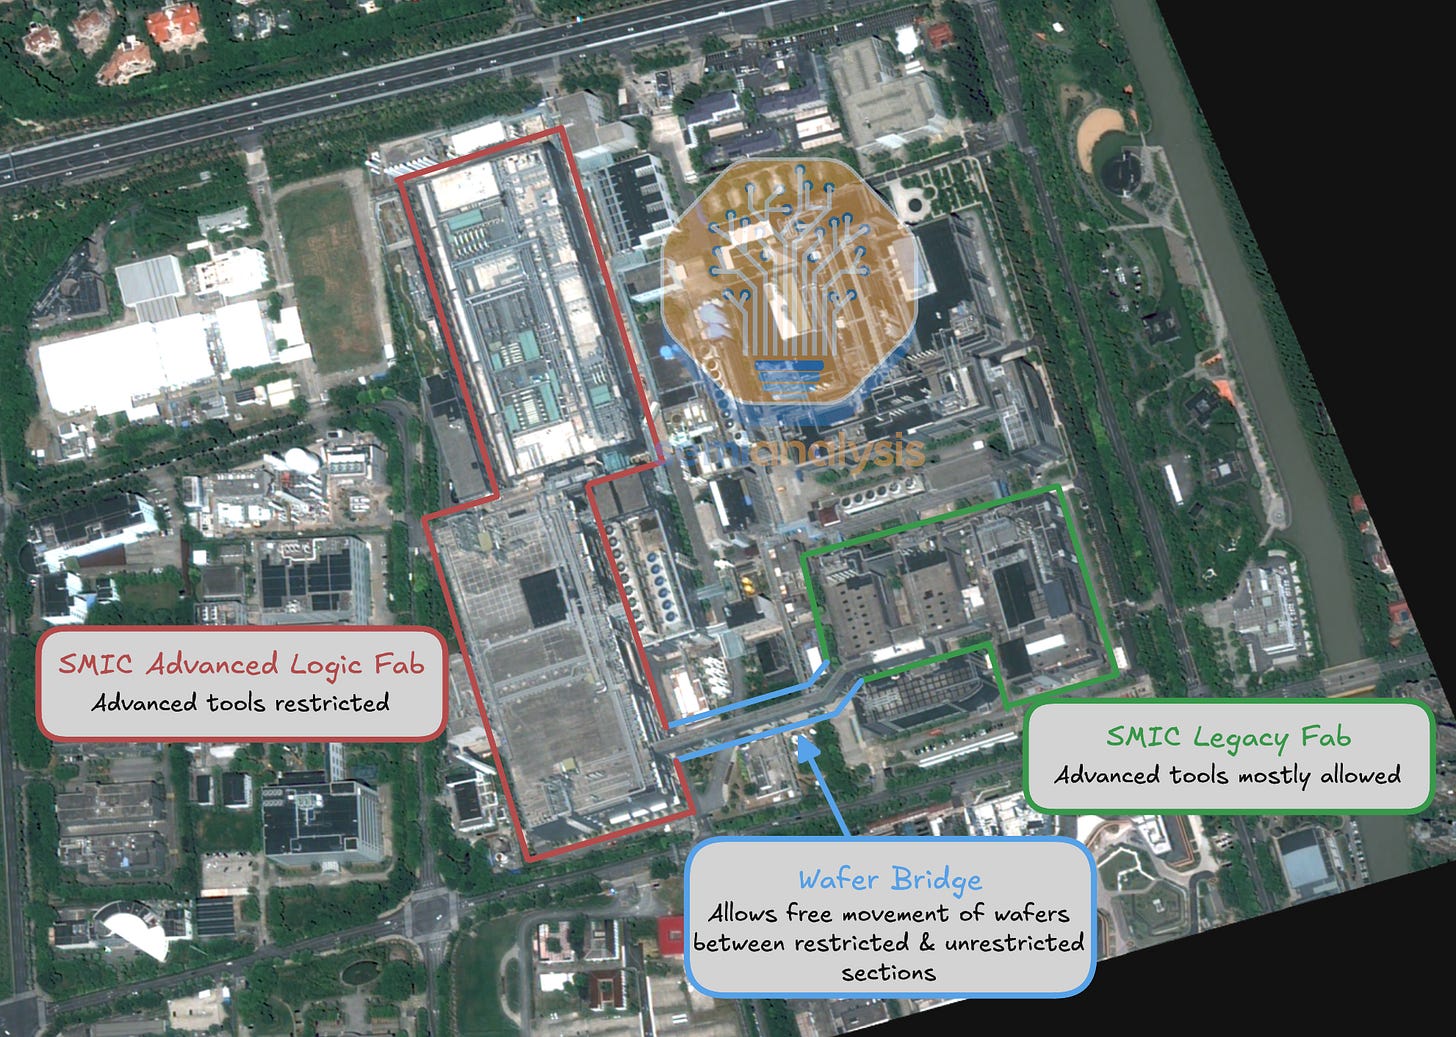 semianalysis
SMIC Advanced Logic Fab
Advanced tools restricted
SMIC Legacy Fab
Advanced tools mostly allowed
Wafer Bridge
Allows free movement of wafers
between restricted & unrestricted
sections